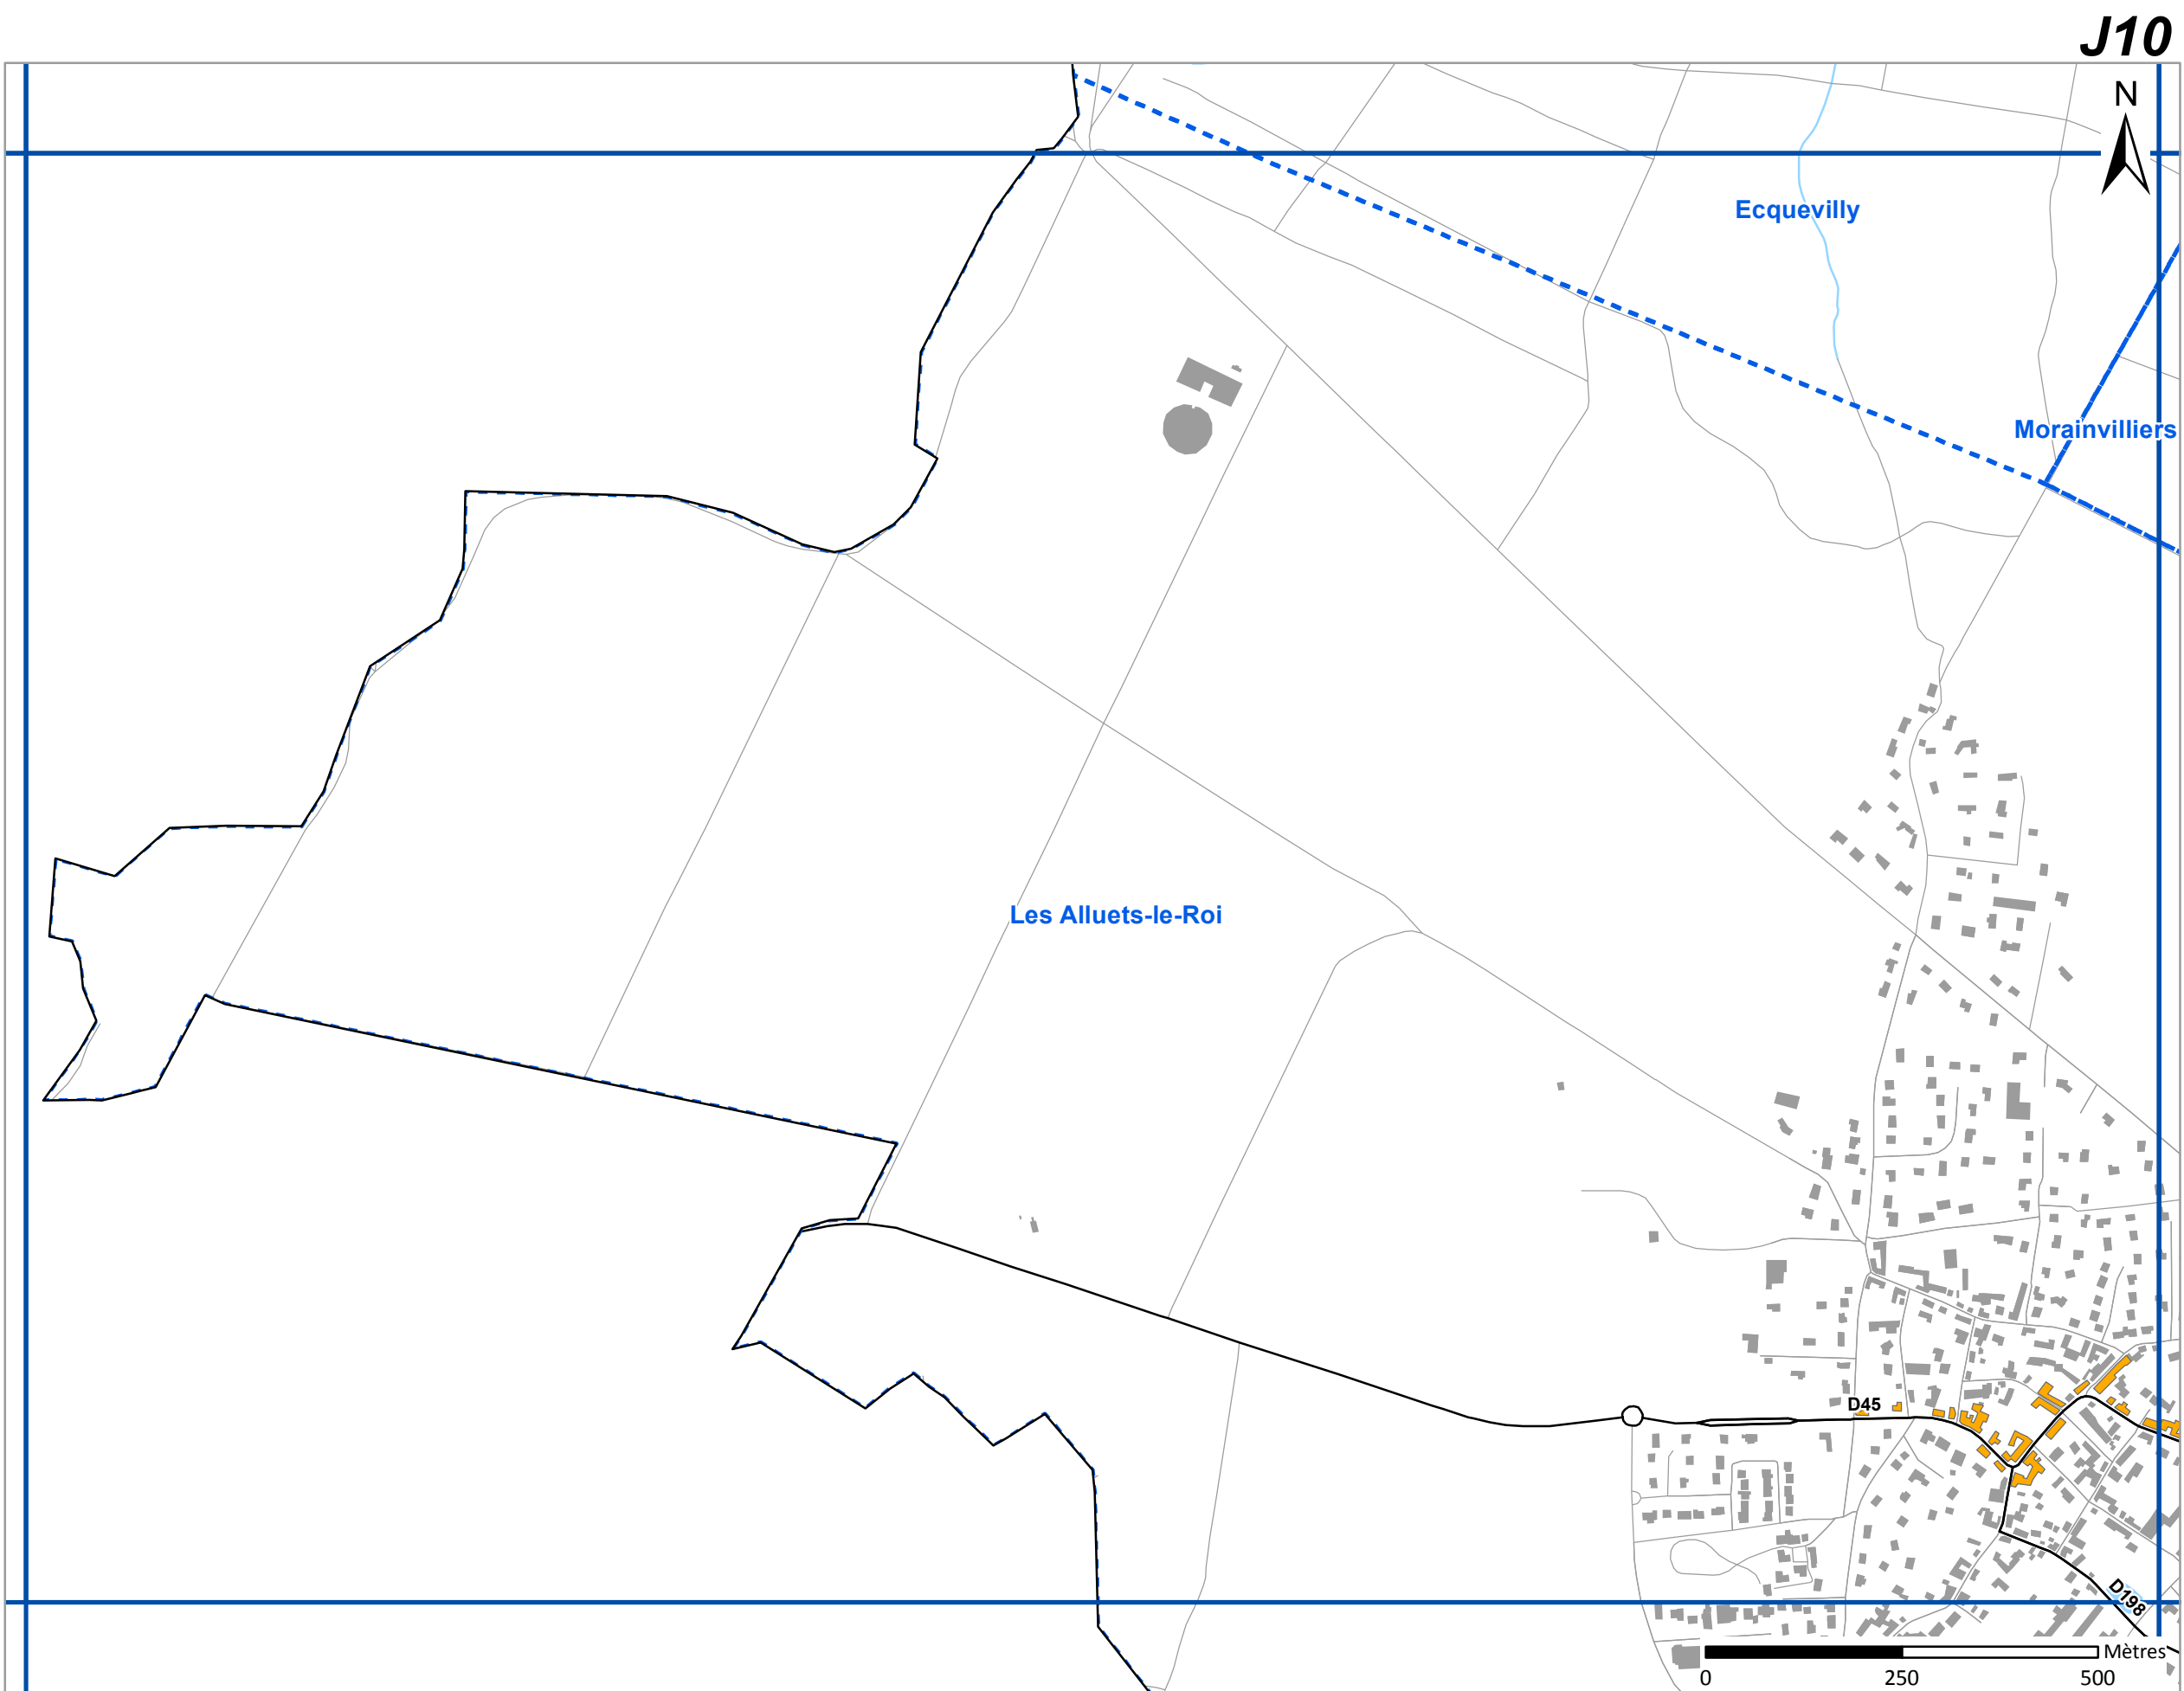 J10
N
Ecquevilly
Morainvilliers
Les Alluets-le-Roi
D45
D198
Mètres
0 250 500